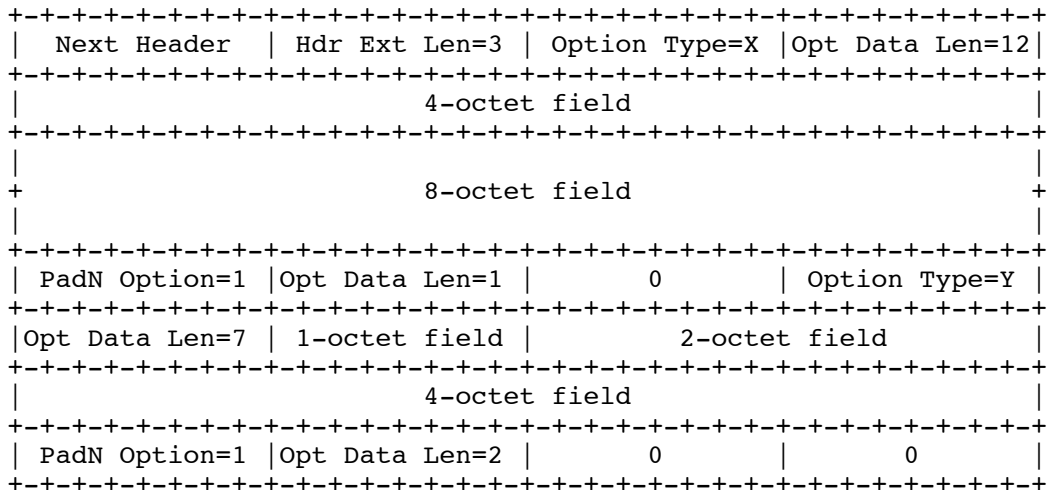 +-+-+-+-+-+-+-+-+-+-+-+-+-+-+-+-+-+-+-+-+-+-+-+-+-+-+-+-+-+-+-+-+
|  Next Header  | Hdr Ext Len=3 | Option Type=X |Opt Data Len=12|
+-+-+-+-+-+-+-+-+-+-+-+-+-+-+-+-+-+-+-+-+-+-+-+-+-+-+-+-+-+-+-+-+
|                         4-octet field                         |
+-+-+-+-+-+-+-+-+-+-+-+-+-+-+-+-+-+-+-+-+-+-+-+-+-+-+-+-+-+-+-+-+
|                                                               |
+                         8-octet field                         +
|                                                               |
+-+-+-+-+-+-+-+-+-+-+-+-+-+-+-+-+-+-+-+-+-+-+-+-+-+-+-+-+-+-+-+-+
| PadN Option=1 |Opt Data Len=1 |       0       | Option Type=Y |
+-+-+-+-+-+-+-+-+-+-+-+-+-+-+-+-+-+-+-+-+-+-+-+-+-+-+-+-+-+-+-+-+
|Opt Data Len=7 | 1-octet field |         2-octet field         |
+-+-+-+-+-+-+-+-+-+-+-+-+-+-+-+-+-+-+-+-+-+-+-+-+-+-+-+-+-+-+-+-+
|                         4-octet field                         |
+-+-+-+-+-+-+-+-+-+-+-+-+-+-+-+-+-+-+-+-+-+-+-+-+-+-+-+-+-+-+-+-+
| PadN Option=1 |Opt Data Len=2 |       0       |       0       |
+-+-+-+-+-+-+-+-+-+-+-+-+-+-+-+-+-+-+-+-+-+-+-+-+-+-+-+-+-+-+-+-+